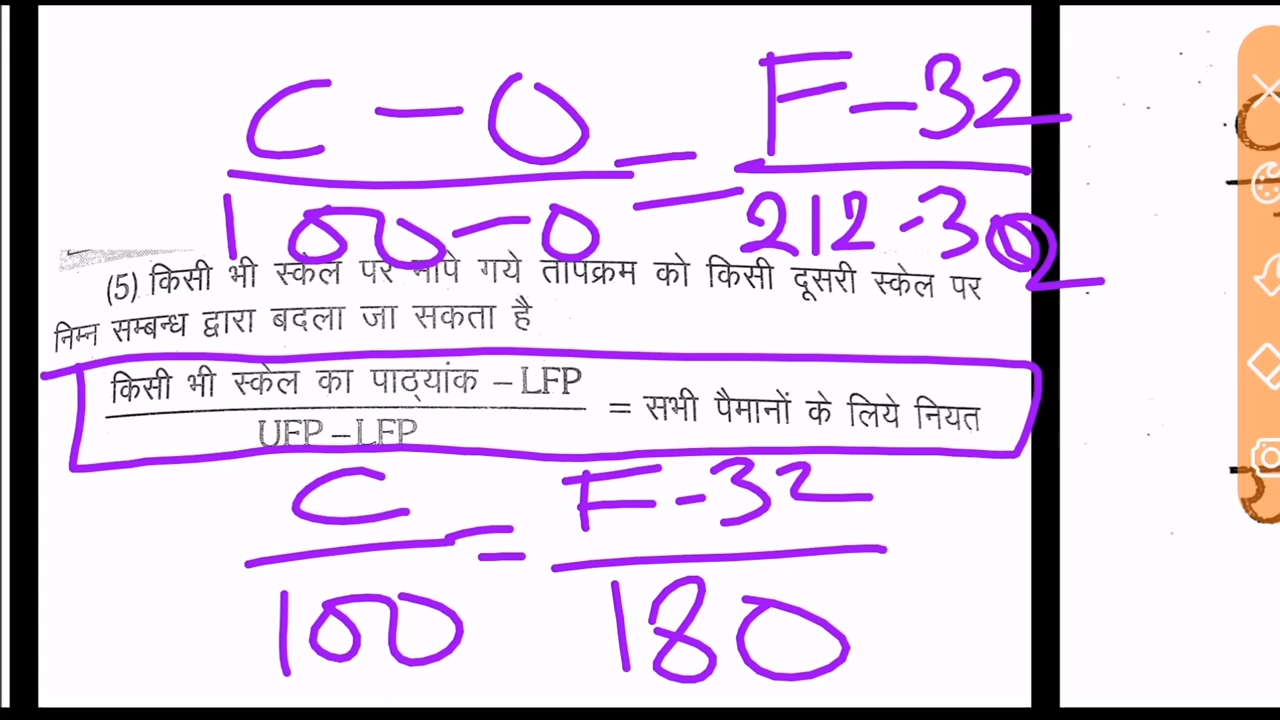 C - 0 = F - 32
100 - 0 212 - 32
(5) किसी भी स्केल पर मापे गये तापक्रम को किसी दूसरी स्केल पर
निम्न सम्बन्ध द्वारा बदला जा सकता है
किसी भी स्केल का पाठ्यांक - LFP
UFP - LFP
= सभी पैमानों के लिये नियत
C = F - 32
100 180